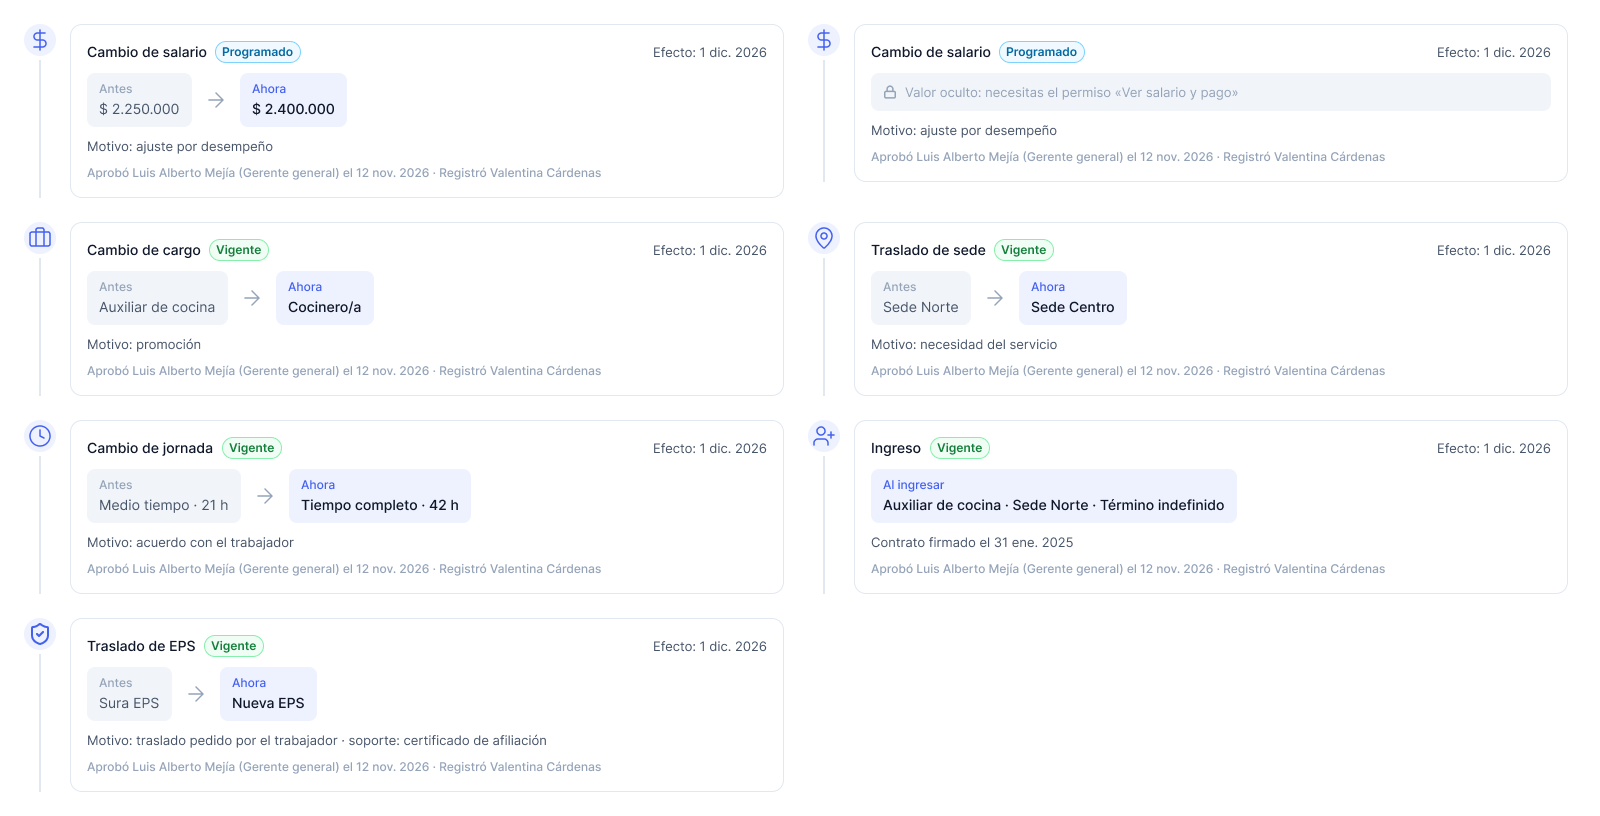 Cambio de salario Programado Efecto: 1 dic. 2026
Antes Ahora
$ 2.250.000 $ 2.400.000
Motivo: ajuste por desempeño
Aprobó Luis Alberto Mejía (Gerente general) el 12 nov. 2026 · Registró Valentina Cárdenas
Cambio de salario Programado Efecto: 1 dic. 2026
Valor oculto: necesitas el permiso «Ver salario y pago»
Motivo: ajuste por desempeño
Aprobó Luis Alberto Mejía (Gerente general) el 12 nov. 2026 · Registró Valentina Cárdenas
Cambio de cargo Vigente Efecto: 1 dic. 2026
Antes Ahora
Auxiliar de cocina Cocinero/a
Motivo: promoción
Aprobó Luis Alberto Mejía (Gerente general) el 12 nov. 2026 · Registró Valentina Cárdenas
Traslado de sede Vigente Efecto: 1 dic. 2026
Antes Ahora
Sede Norte Sede Centro
Motivo: necesidad del servicio
Aprobó Luis Alberto Mejía (Gerente general) el 12 nov. 2026 · Registró Valentina Cárdenas
Cambio de jornada Vigente Efecto: 1 dic. 2026
Antes Ahora
Medio tiempo · 21 h Tiempo completo · 42 h
Motivo: acuerdo con el trabajador
Aprobó Luis Alberto Mejía (Gerente general) el 12 nov. 2026 · Registró Valentina Cárdenas
Ingreso Vigente Efecto: 1 dic. 2026
Al ingresar
Auxiliar de cocina · Sede Norte · Término indefinido
Contrato firmado el 31 ene. 2025
Aprobó Luis Alberto Mejía (Gerente general) el 12 nov. 2026 · Registró Valentina Cárdenas
Traslado de EPS Vigente Efecto: 1 dic. 2026
Antes Ahora
Sura EPS Nueva EPS
Motivo: traslado pedido por el trabajador · soporte: certificado de afiliación
Aprobó Luis Alberto Mejía (Gerente general) el 12 nov. 2026 · Registró Valentina Cárdenas